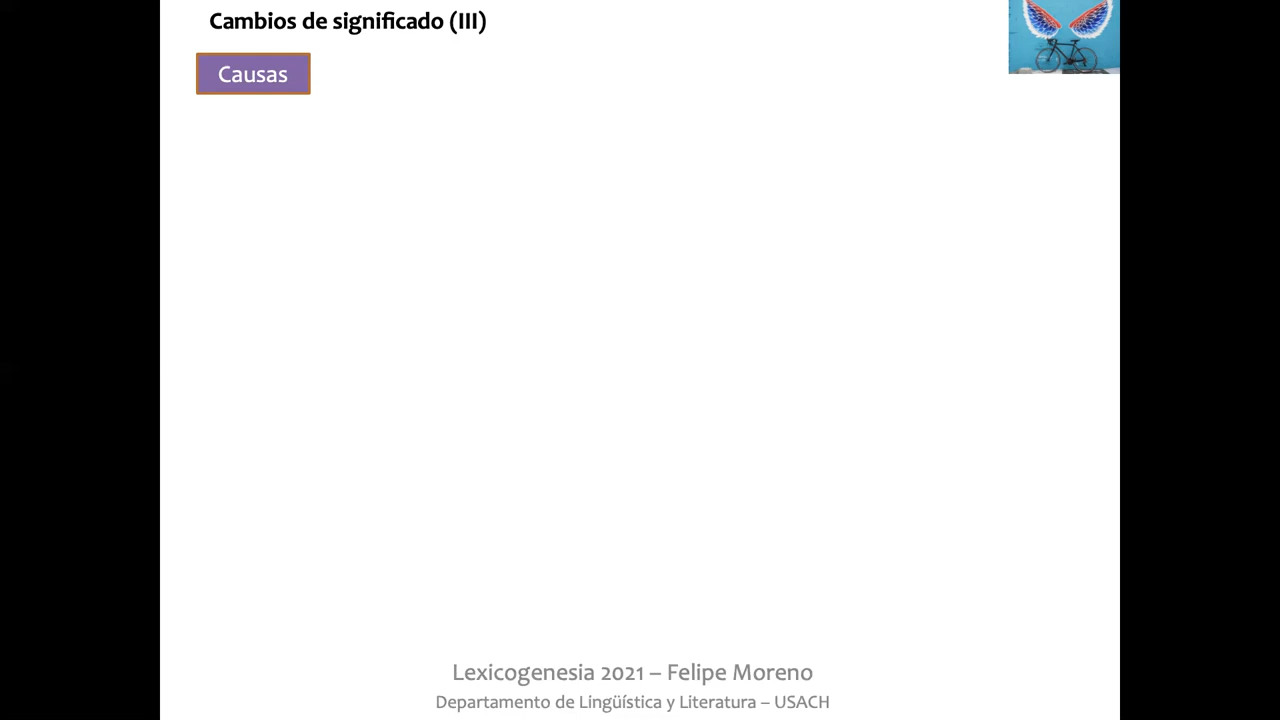 Cambios de significado (III)
Causas
Lexicogenesia 2021 – Felipe Moreno
Departamento de Lingüística y Literatura – USACH